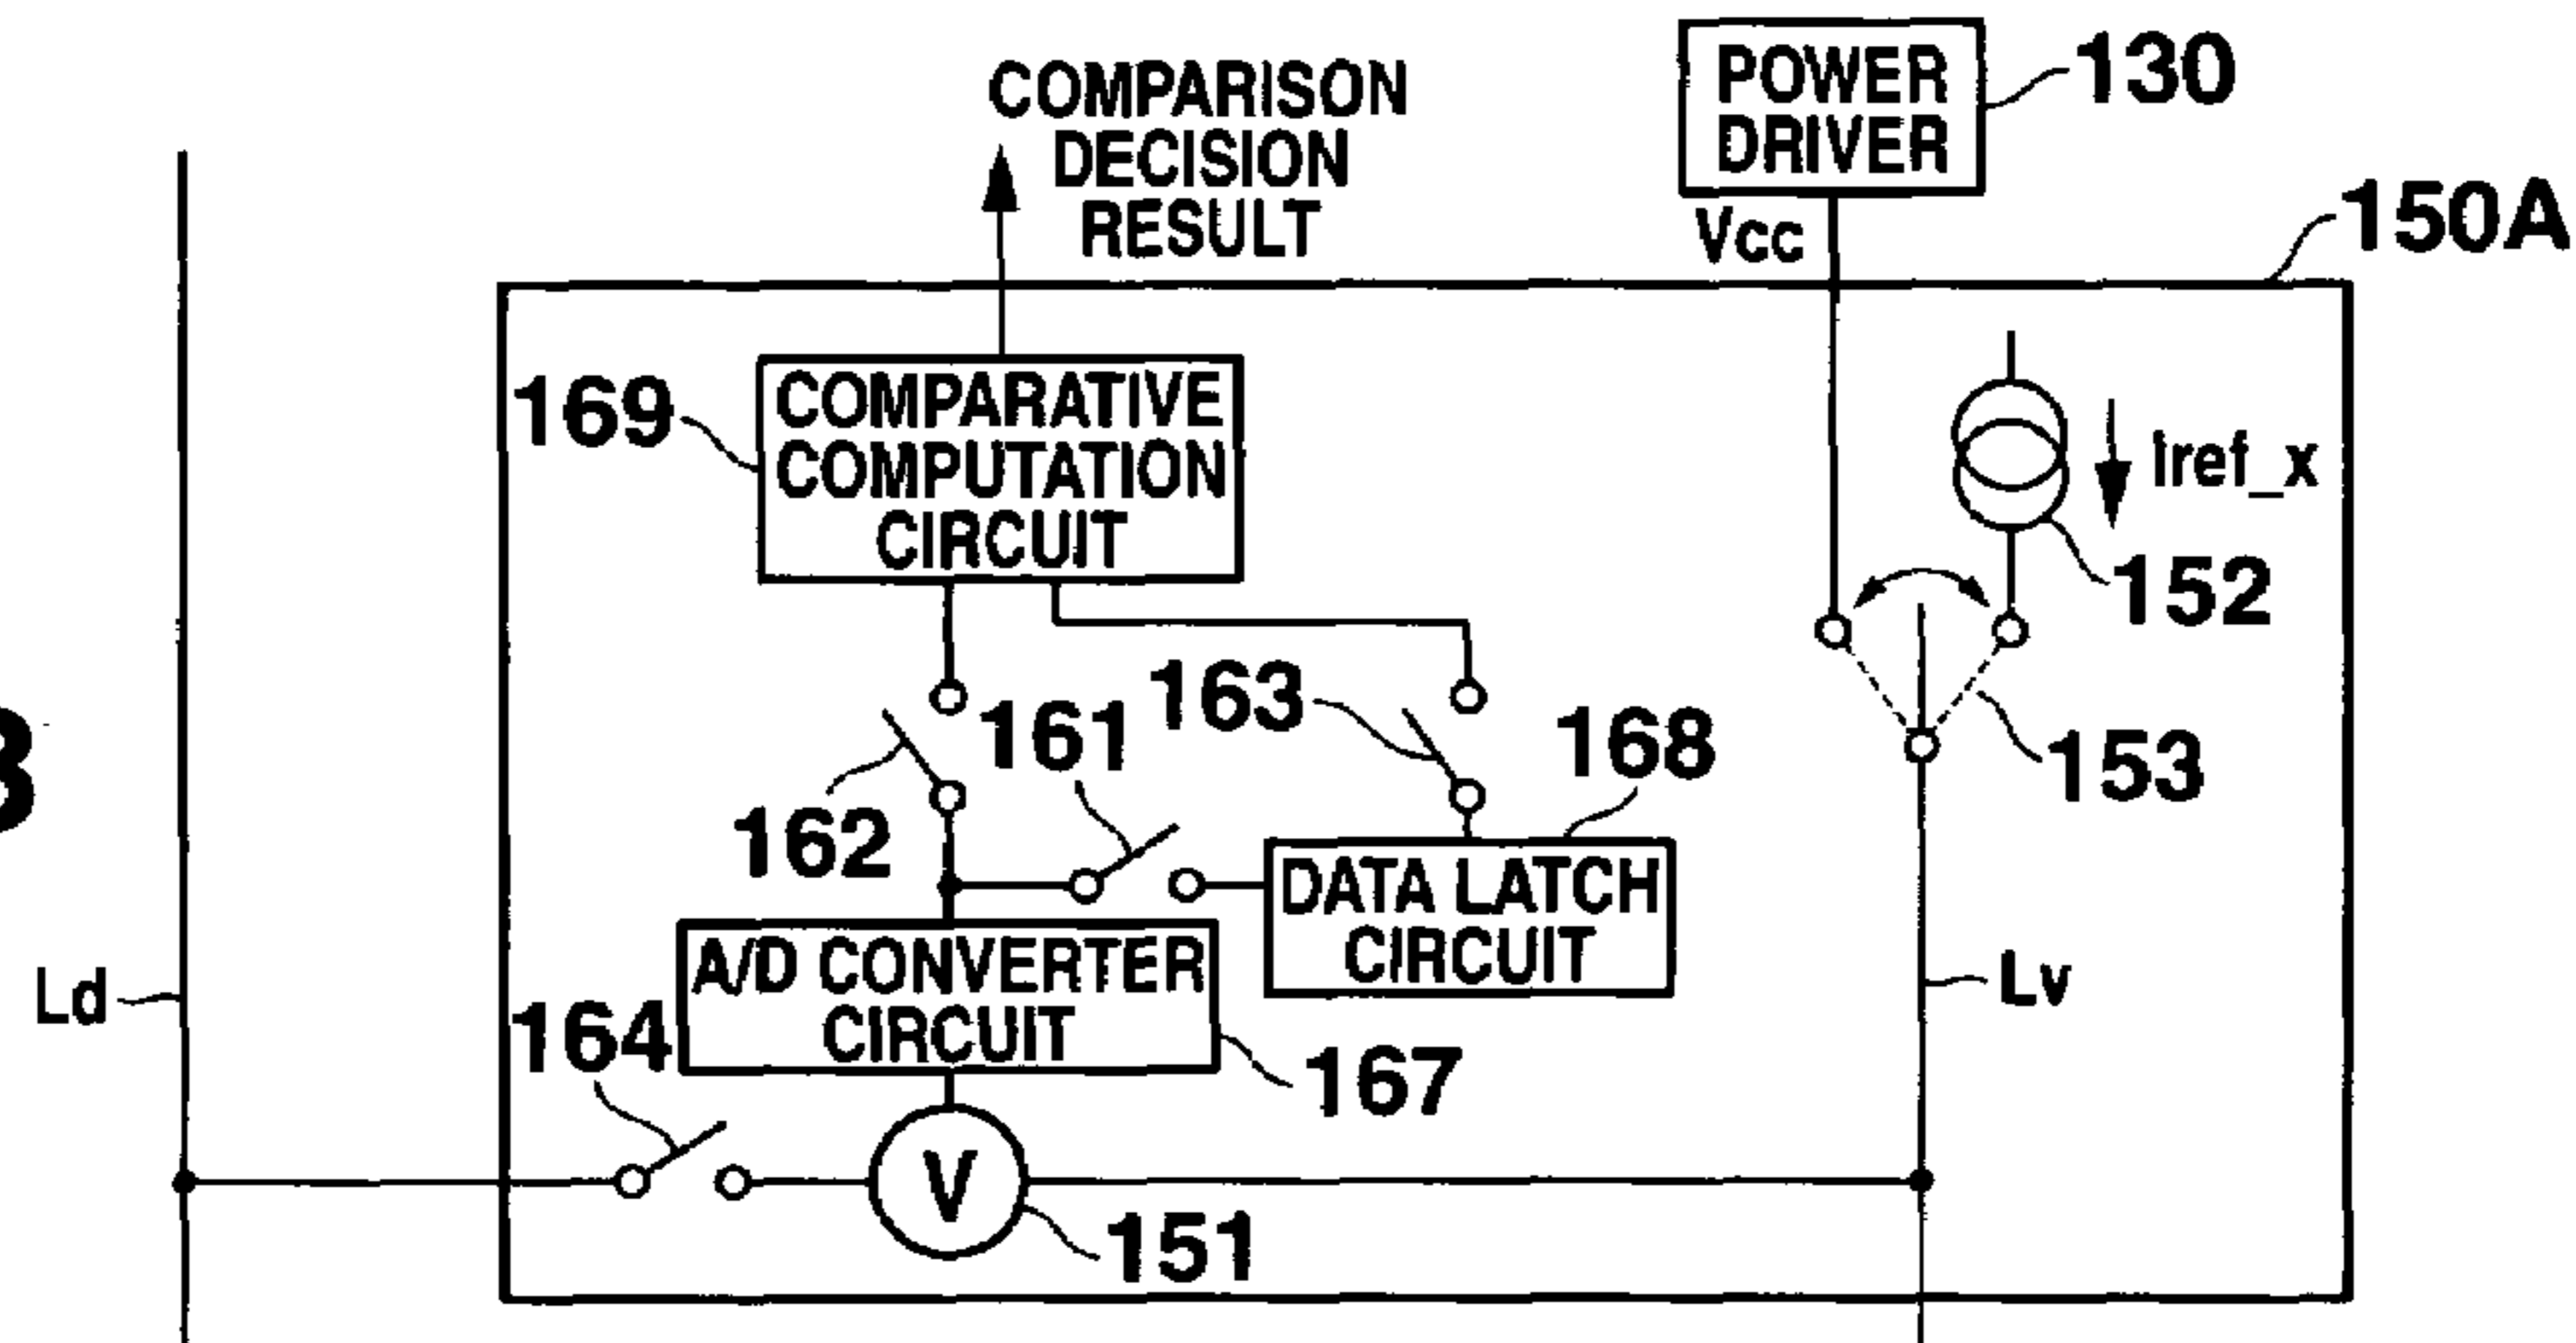 COMPARISON
DECISION
RESULT
POWER
DRIVER
130
Vcc
150A
169
COMPARATIVE
COMPUTATION
CIRCUIT
Iref_x
152
163
161
168
153
162
DATA LATCH
CIRCUIT
A/D CONVERTER
CIRCUIT
Ld
Lv
164
167
V
151